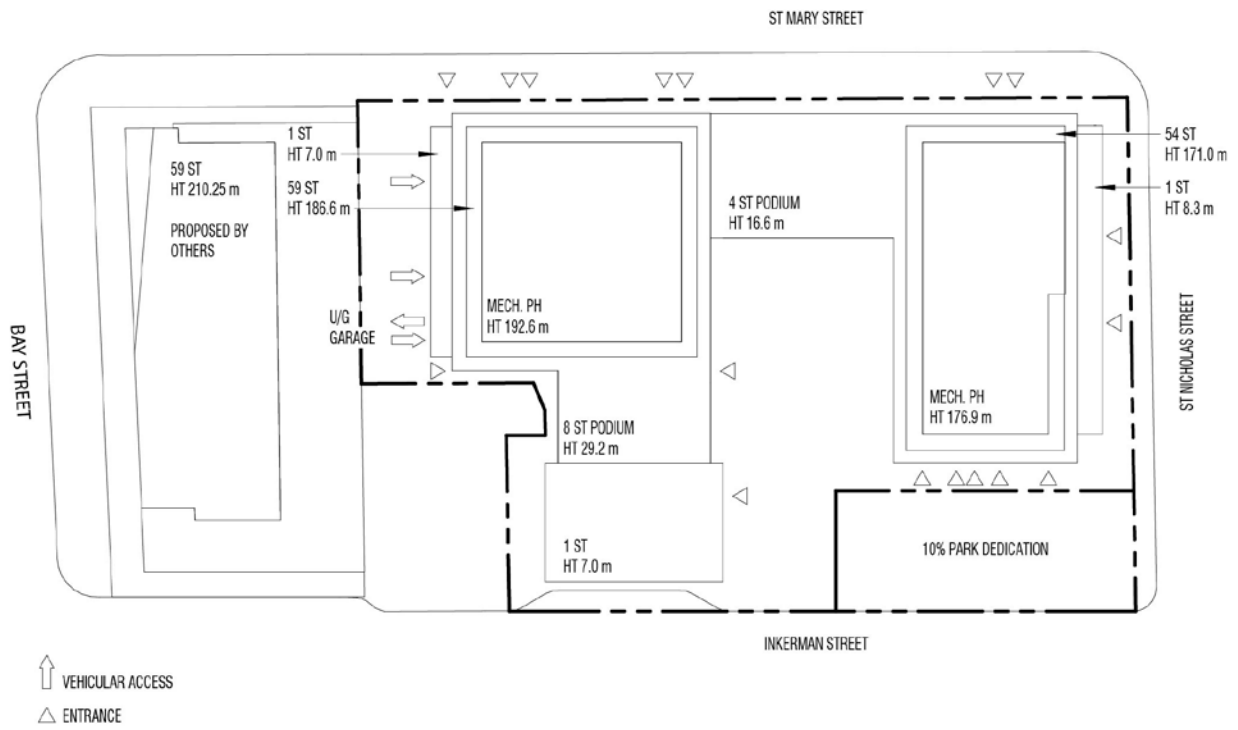 ST MARY STREET
1 ST
HT 7.0 m
59 ST
HT 210.25 m
PROPOSED BY
OTHERS
59 ST
HT 186.6 m
4 ST PODIUM
HT 16.6 m
54 ST
HT 171.0 m
1 ST
HT 8.3 m
MECH. PH
HT 192.6 m
U/G
GARAGE
BAY STREET
ST NICHOLAS STREET
MECH. PH
HT 176.9 m
8 ST PODIUM
HT 29.2 m
1 ST
HT 7.0 m
10% PARK DEDICATION
INKERMAN STREET
VEHICULAR ACCESS
ENTRANCE